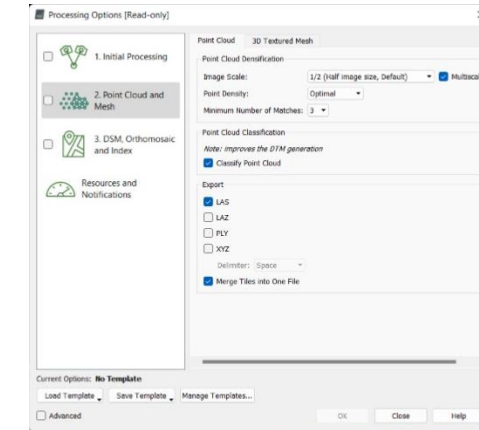 Processing Options [Read-only]
1. Initial Processing
2. Point Cloud and
Mesh
3. DSM, Orthomosaic
and Index
Resources and
Notifications
Point Cloud
3D Textured Mesh
Point Cloud Densification
Image Scale: 1/2 (Half image size, Default) Multiscal
Point Density: Optimal
Minimum Number of Matches: 3
Point Cloud Classification
Note: improves the DTM generation
Classify Point Cloud
Export
LAS
LAZ
PLY
XYZ
Delimiter: Space
Merge Tiles into One File
Current Options: No Template
Load Template Save Template Manage Templates...
Advanced OK Close Help